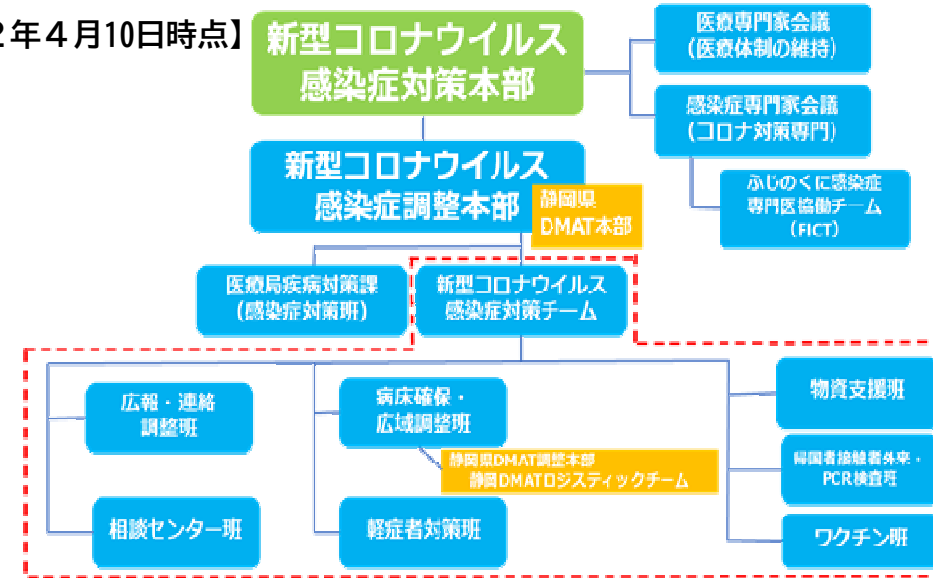 ２年４月10日時点】
新型コロナウイルス
感染症対策本部
医療専門家会議
(医療体制の維持)
感染症専門家会議
(コロナ対策専門)
ふじのくに感染症
専門医協働チーム
(FICT)
新型コロナウイルス
感染症調整本部
静岡県
DMAT本部
医療局疾病対策課
(感染症対策班)
新型コロナウイルス
感染症対策チーム
広報・連絡
調整班
病床確保・
広域調整班
静岡県DMAT調整本部
静岡DMATロジスティックチーム
物資支援班
帰国者接触者外来・
PCR検査班
相談センター班
軽症者対策班
ワクチン班